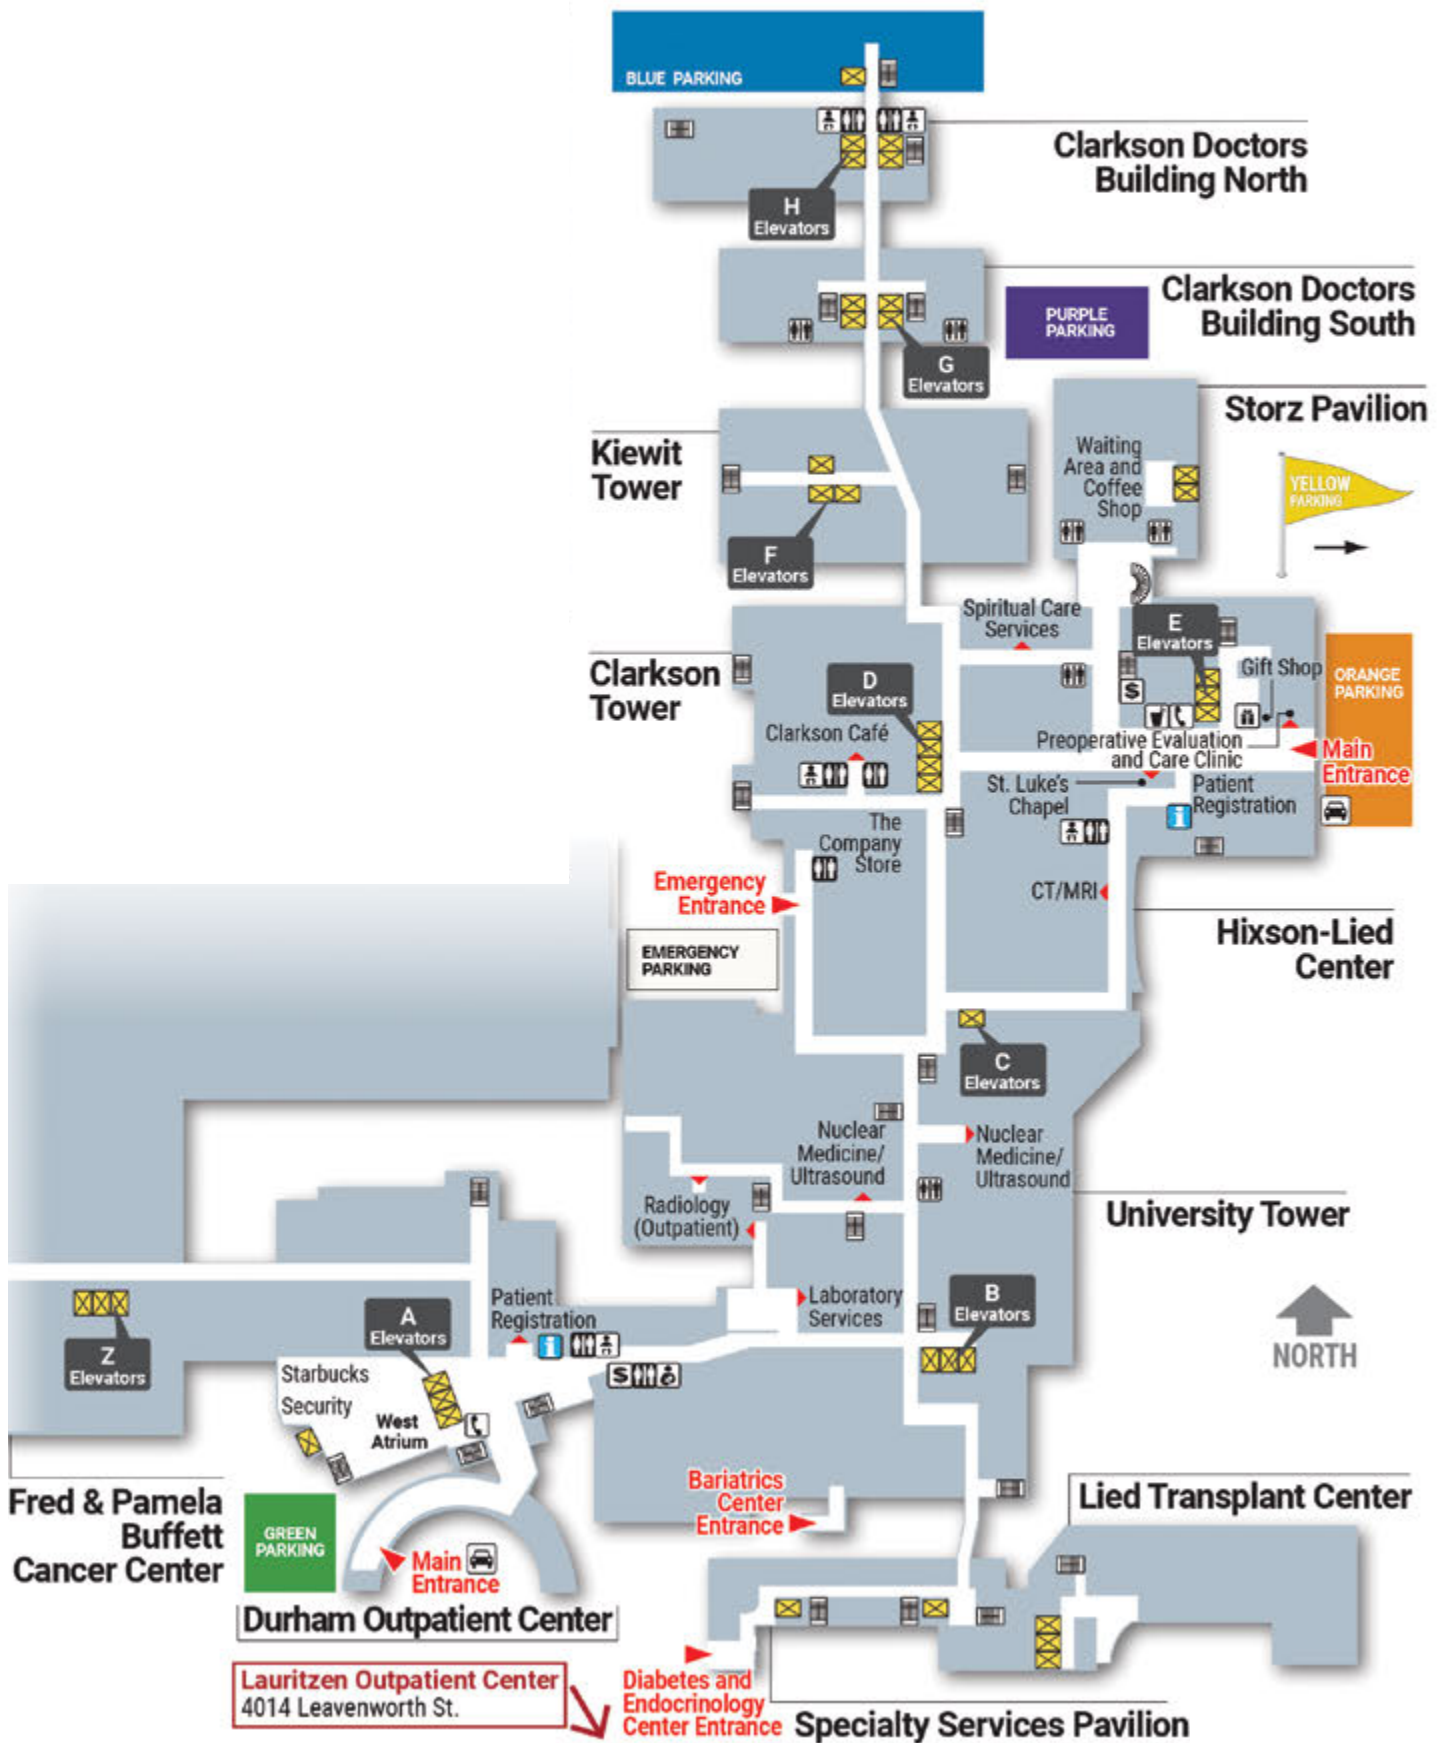 BLUE PARKING
Clarkson Doctors
Building North
H
Elevators
Clarkson Doctors
Building South
PURPLE
PARKING
G
Elevators
Storz Pavilion
Kiewit
Tower
Waiting
Area and
Coffee
Shop
YELLOW
PARKING
F
Elevators
Spiritual Care
Services
E
Elevators
Clarkson
Tower
D
Elevators
Gift Shop
ORANGE
PARKING
$
Clarkson Café
Preoperative Evaluation
and Care Clinic
Main
Entrance
St. Luke's
Chapel
Patient
Registration
i
The
Company
Store
Emergency
Entrance
CT/MRI
EMERGENCY
PARKING
Hixson-Lied
Center
C
Elevators
Nuclear
Medicine/
Ultrasound
Nuclear
Medicine/
Ultrasound
Radiology
(Outpatient)
University Tower
Patient
Registration
i
Laboratory
Services
B
Elevators
A
Elevators
Z
Elevators
NORTH
Starbucks
Security
$
West
Atrium
Bariatrics
Center
Entrance
Lied Transplant Center
Fred & Pamela
Buffett
Cancer Center
GREEN
PARKING
Main
Entrance
Durham Outpatient Center
Lauritzen Outpatient Center
4014 Leavenworth St.
Diabetes and
Endocrinology
Center Entrance
Specialty Services Pavilion